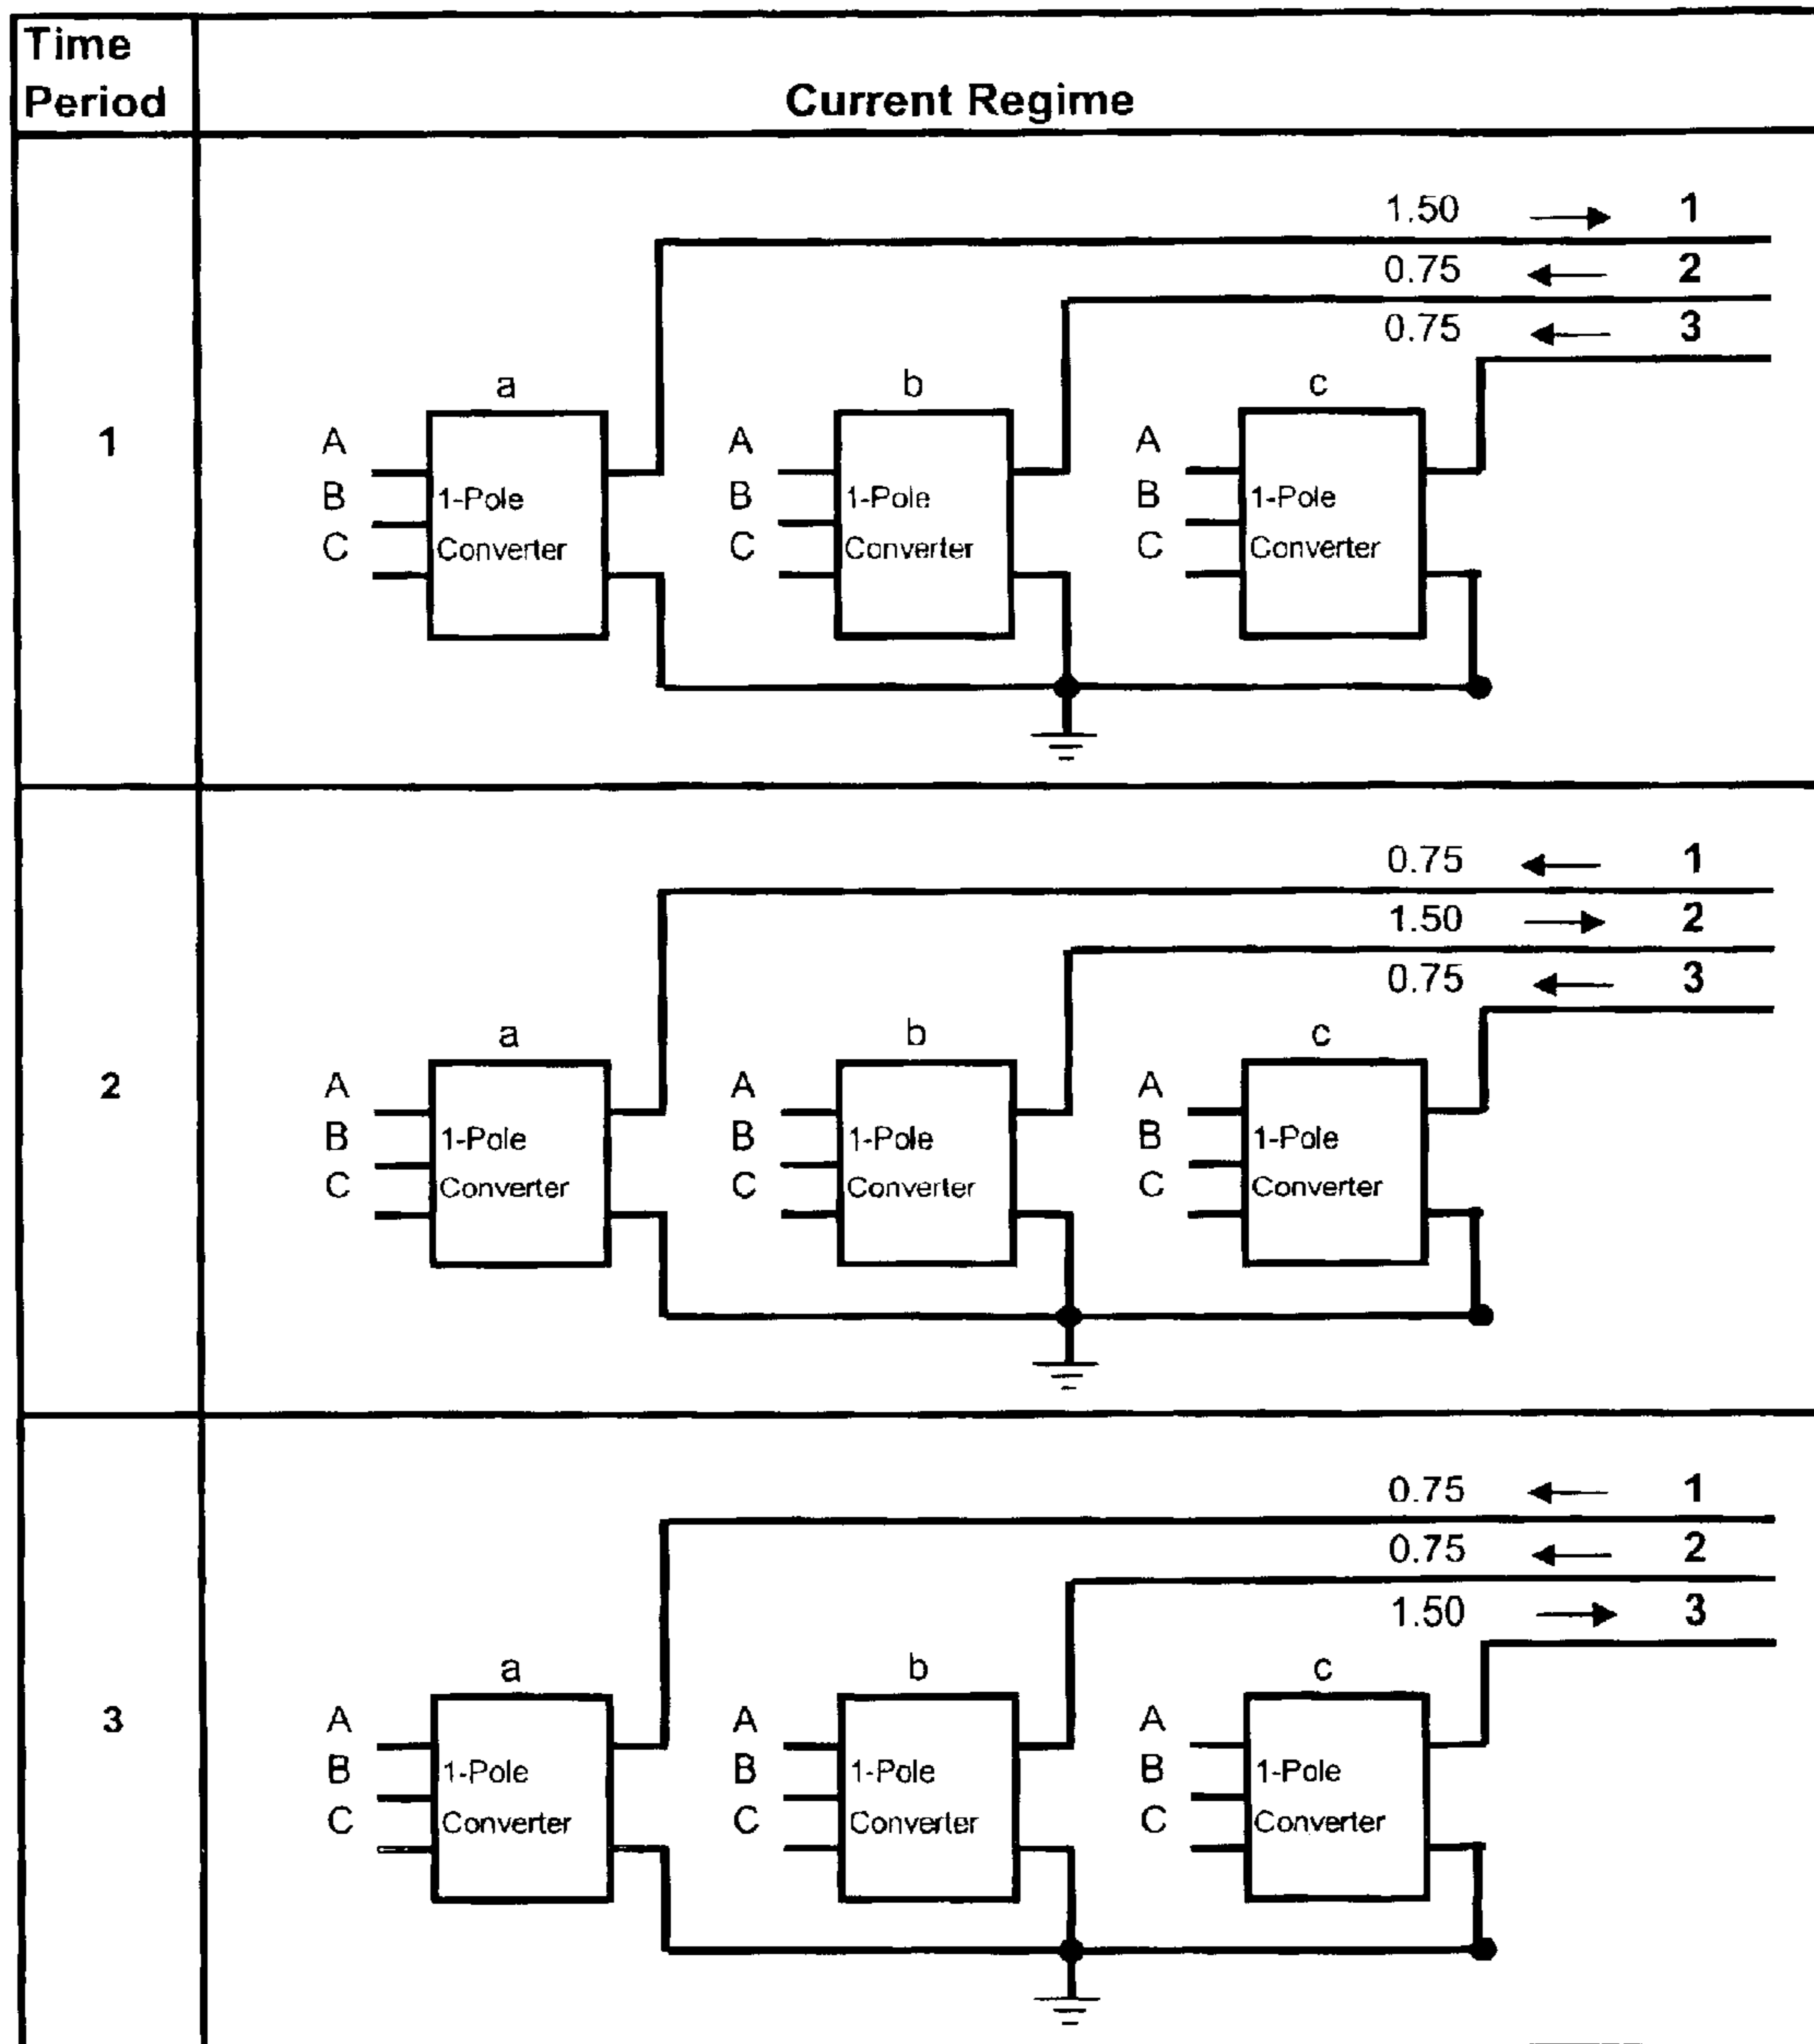 Time
Period
Current Regime
1
1.50 → 1
0.75 ← 2
0.75 ← 3
a b c
A A A
B 1-Pole B 1-Pole B 1-Pole
C Converter C Converter C Converter
2
0.75 ← 1
1.50 → 2
0.75 ← 3
a b c
A A A
B 1-Pole B 1-Pole B 1-Pole
C Converter C Converter C Converter
3
0.75 ← 1
0.75 ← 2
1.50 → 3
a b c
A A A
B 1-Pole B 1-Pole B 1-Pole
C Converter C Converter C Converter